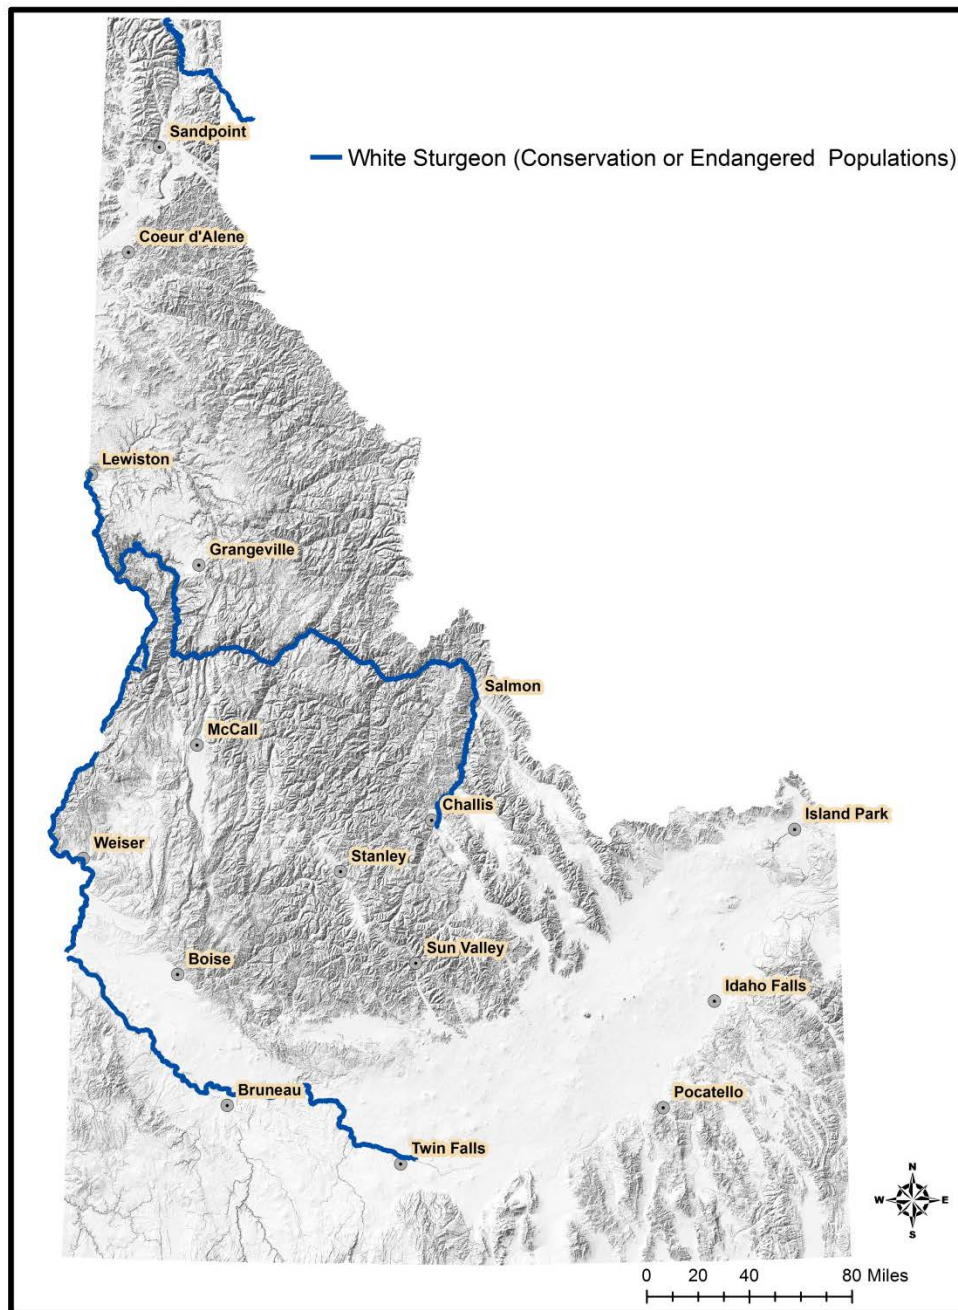 Sandpoint
White Sturgeon (Conservation or Endangered Populations)
Coeur d'Alene
Lewiston
Grangeville
Salmon
McCall
Challis
Island Park
Weiser
Stanley
Sun Valley
Boise
Idaho Falls
Bruneau
Pocatello
Twin Falls
N
W E
S
0 20 40 80 Miles